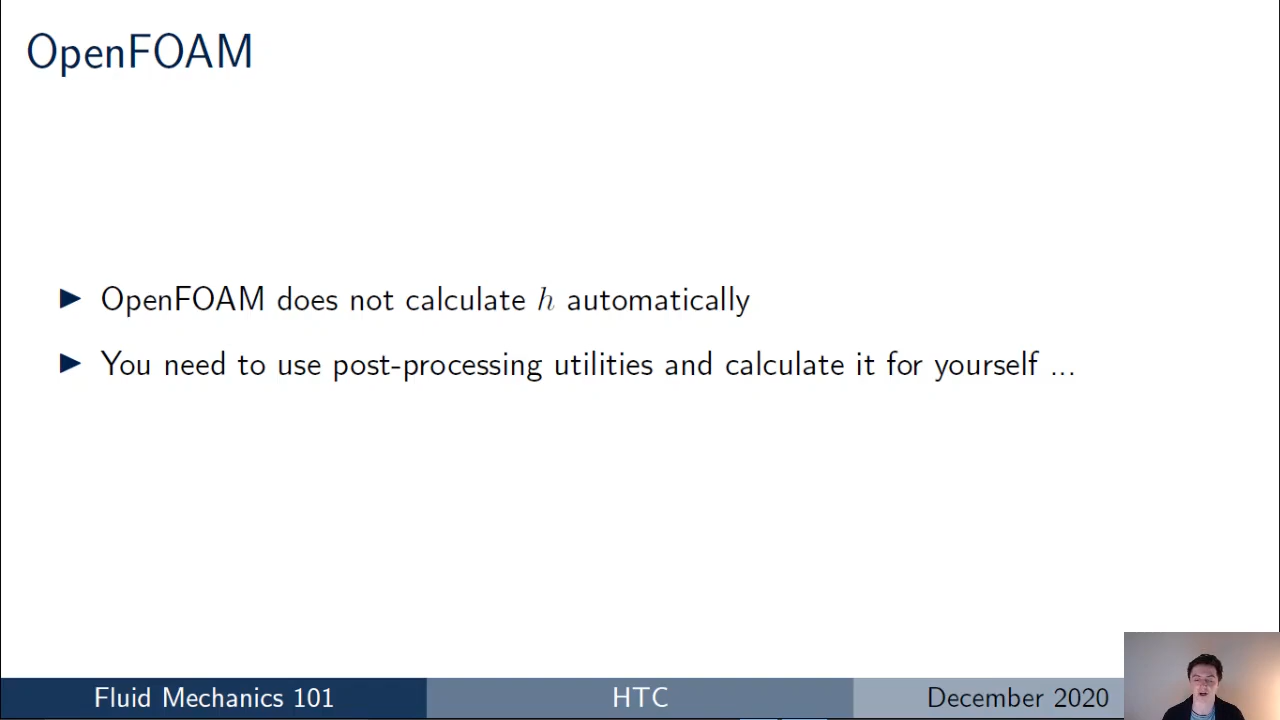 OpenFOAM
▶ OpenFOAM does not calculate h automatically
▶ You need to use post-processing utilities and calculate it for yourself ...
Fluid Mechanics 101 HTC December 2020